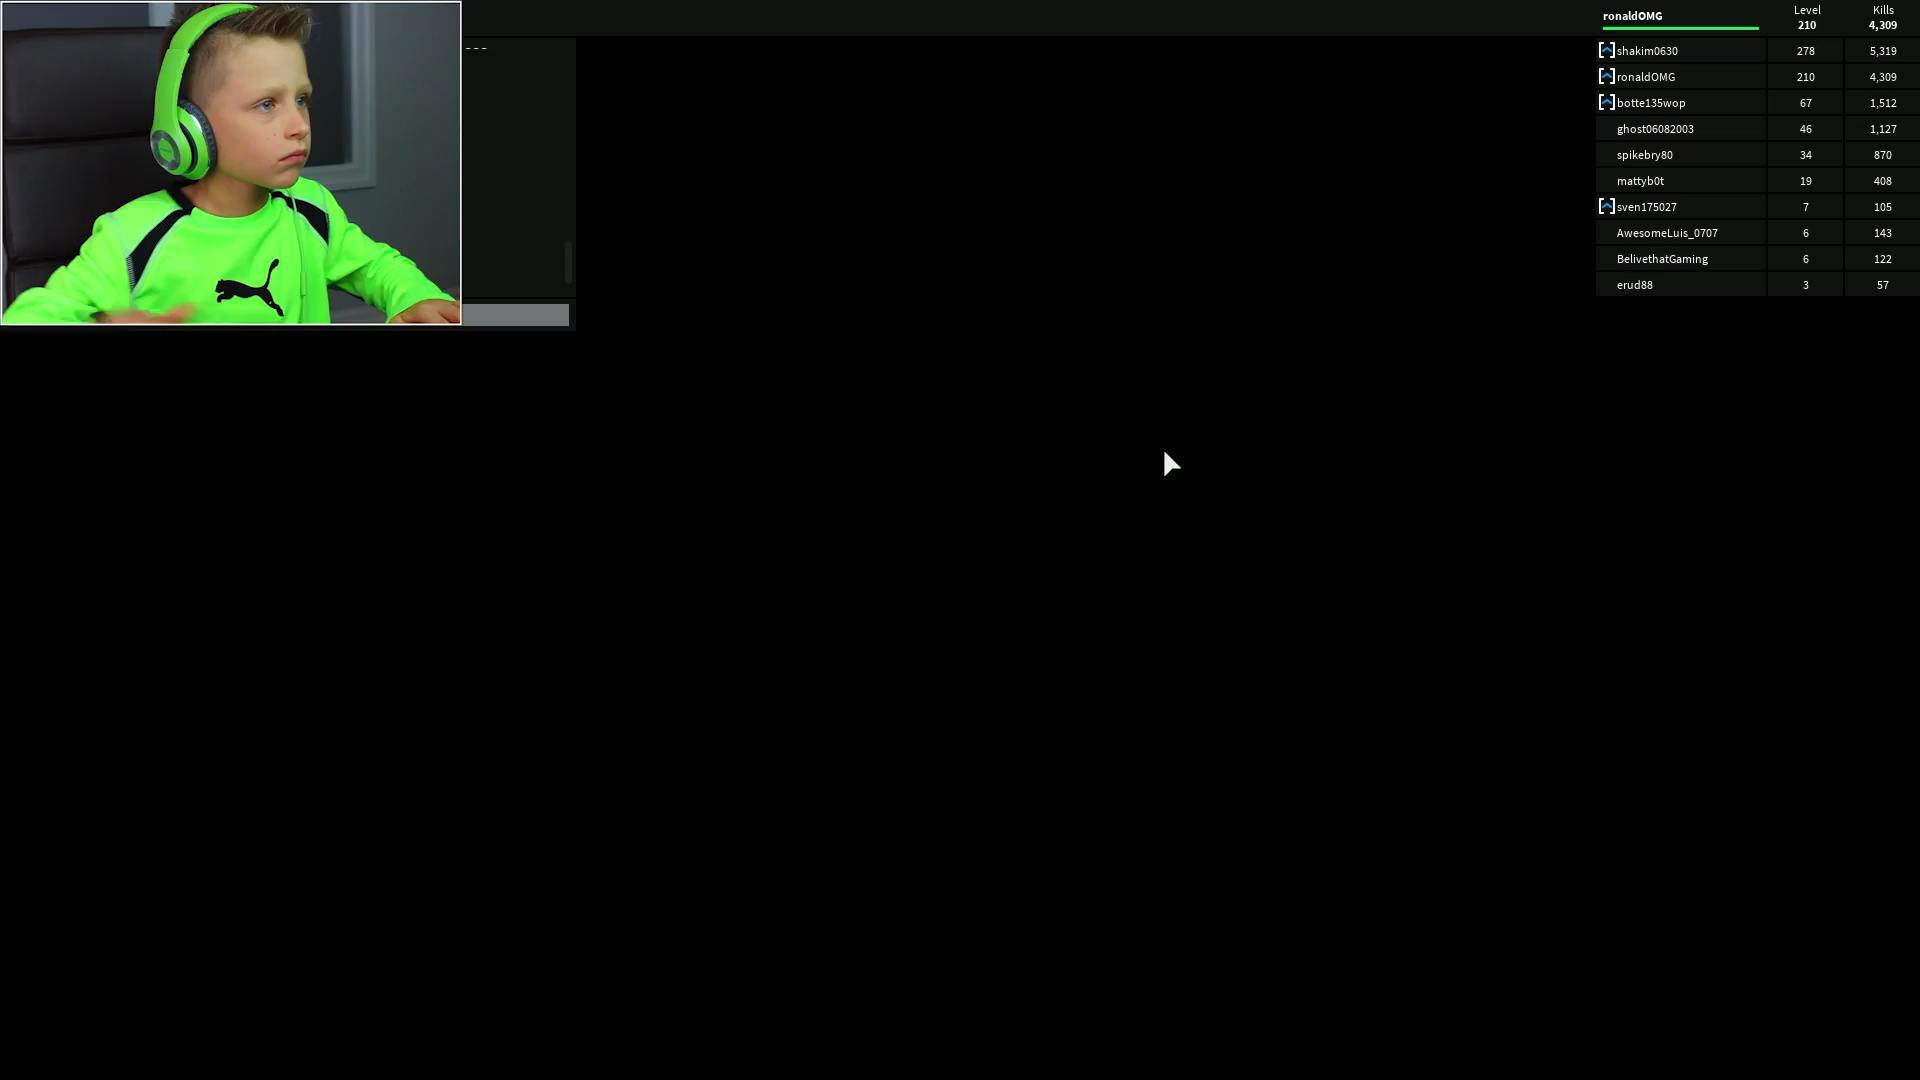 ---
ronaldOMG Level Kills
210 4,309
shakim0630 278 5,319
ronaldOMG 210 4,309
botte135wop 67 1,512
ghost06082003 46 1,127
spikebry80 34 870
mattyb0t 19 408
sven175027 7 105
AwesomeLuis_0707 6 143
BelivethatGaming 6 122
erud88 3 57